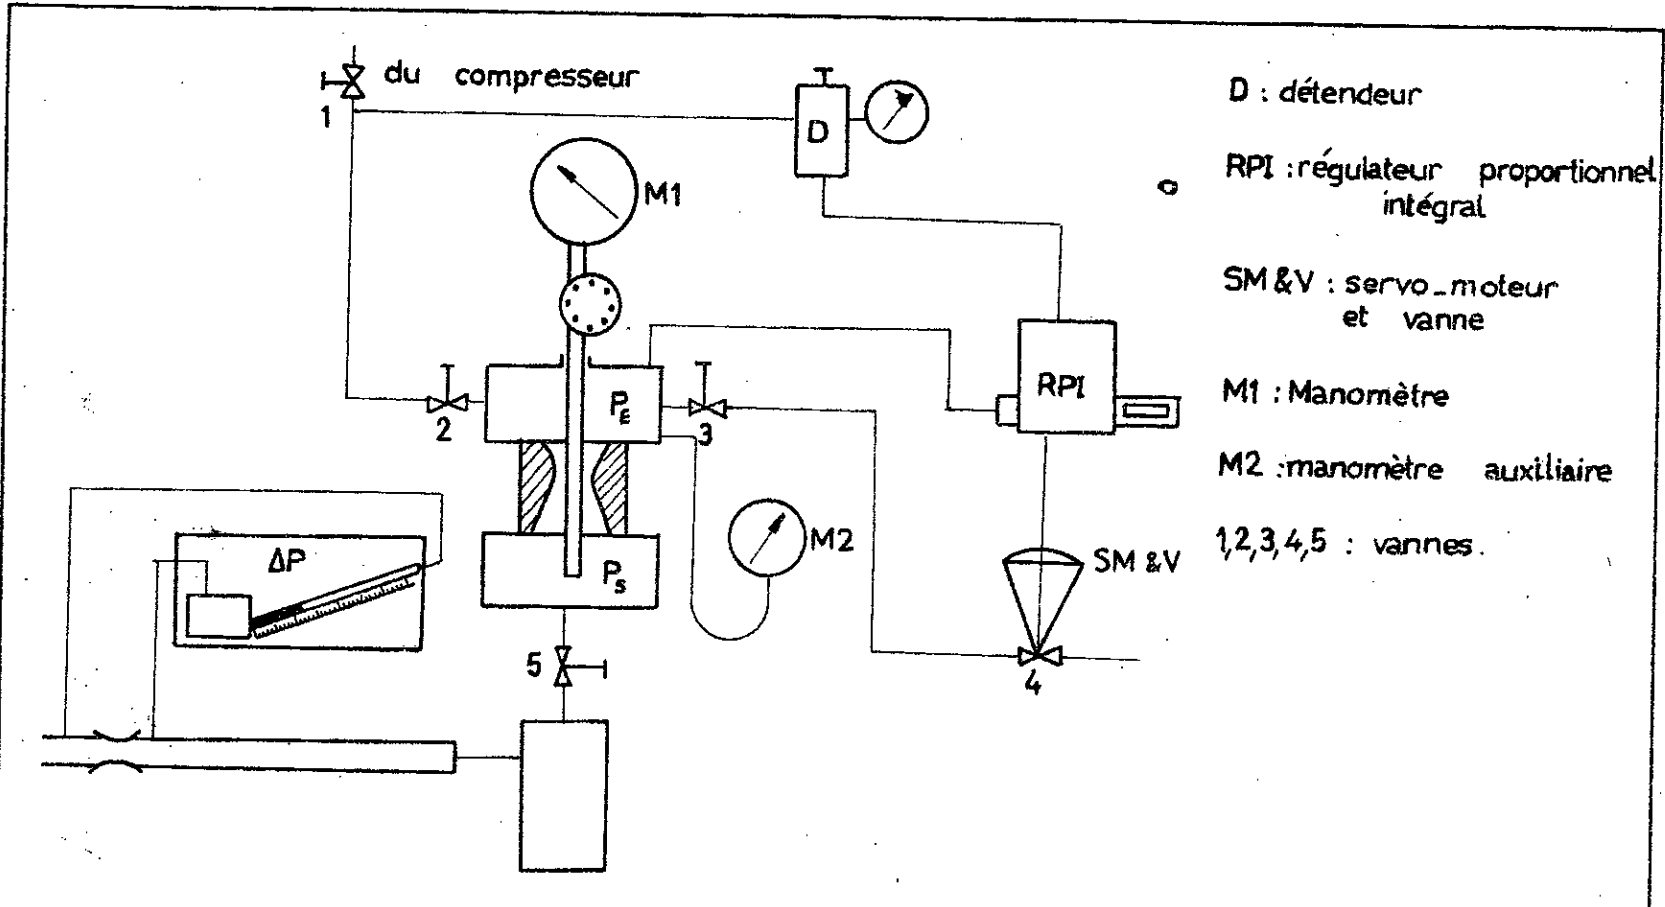 du compresseur
1
D
M1
RPI
P_E
2
3
ΔP
M2
P_S
SM & V
5
4
D : détendeur
RPI : régulateur proportionnel
intégral
SM & V : servo_moteur
et vanne
M1 : Manomètre
M2 : manomètre auxiliaire
1,2,3,4,5 : vannes.